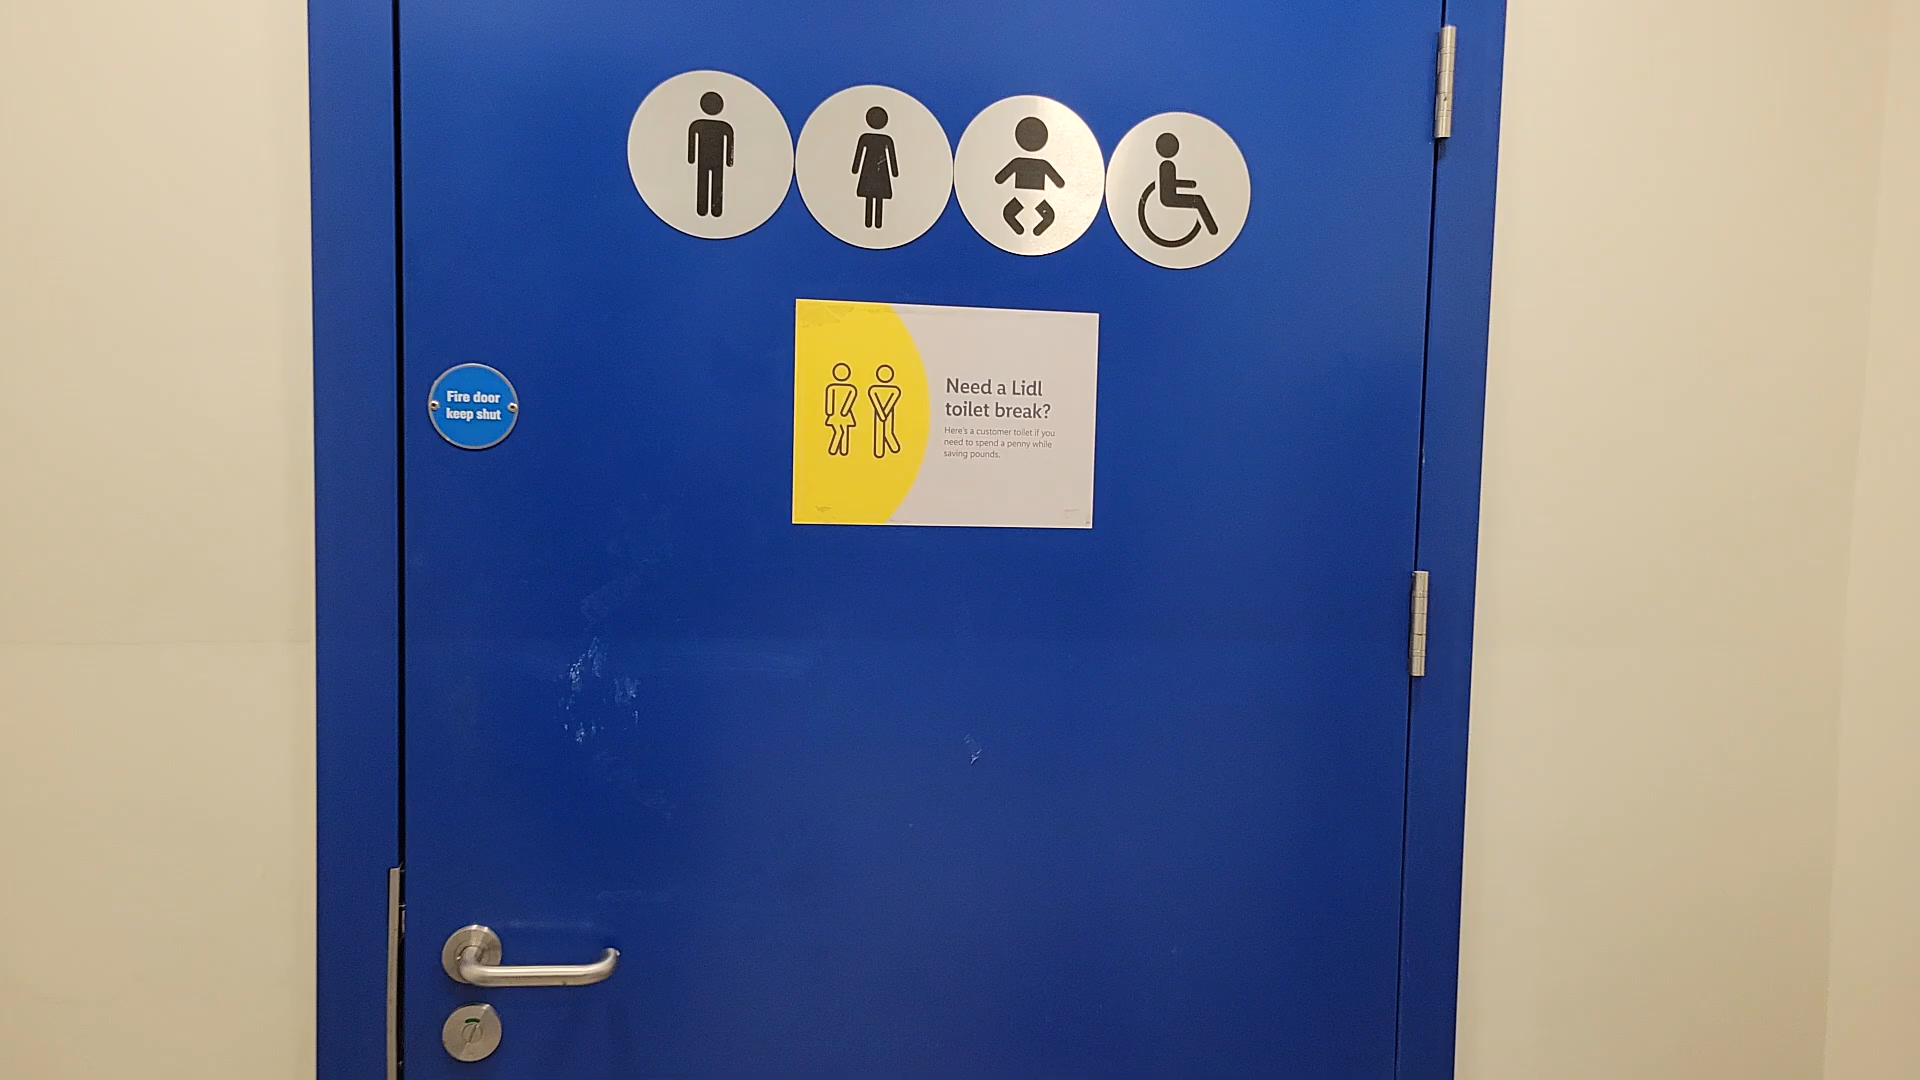 Fire door
keep shut
Need a Lidl
toilet break?
Here's a customer toilet if you
need to spend a penny while
saving pounds.